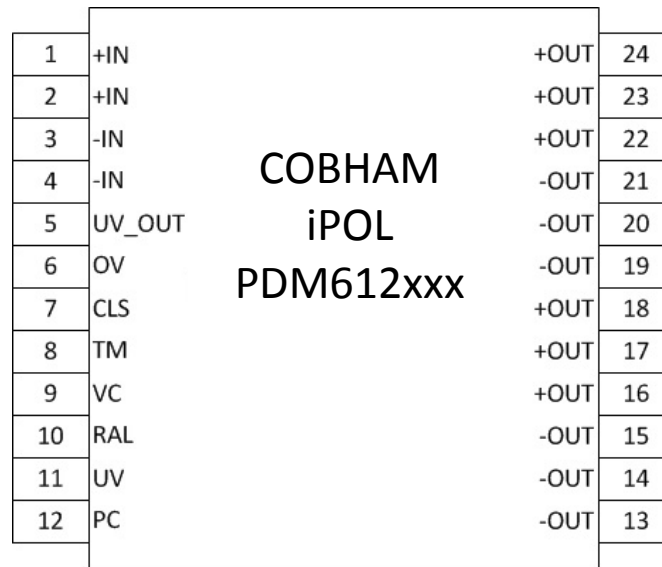 1 +IN +OUT 24
2 +IN +OUT 23
3 -IN +OUT 22
4 -IN -OUT 21
5 UV_OUT -OUT 20
6 OV -OUT 19
7 CLS +OUT 18
8 TM +OUT 17
9 VC +OUT 16
10 RAL -OUT 15
11 UV -OUT 14
12 PC -OUT 13
COBHAM
iPOL
PDM612xxx